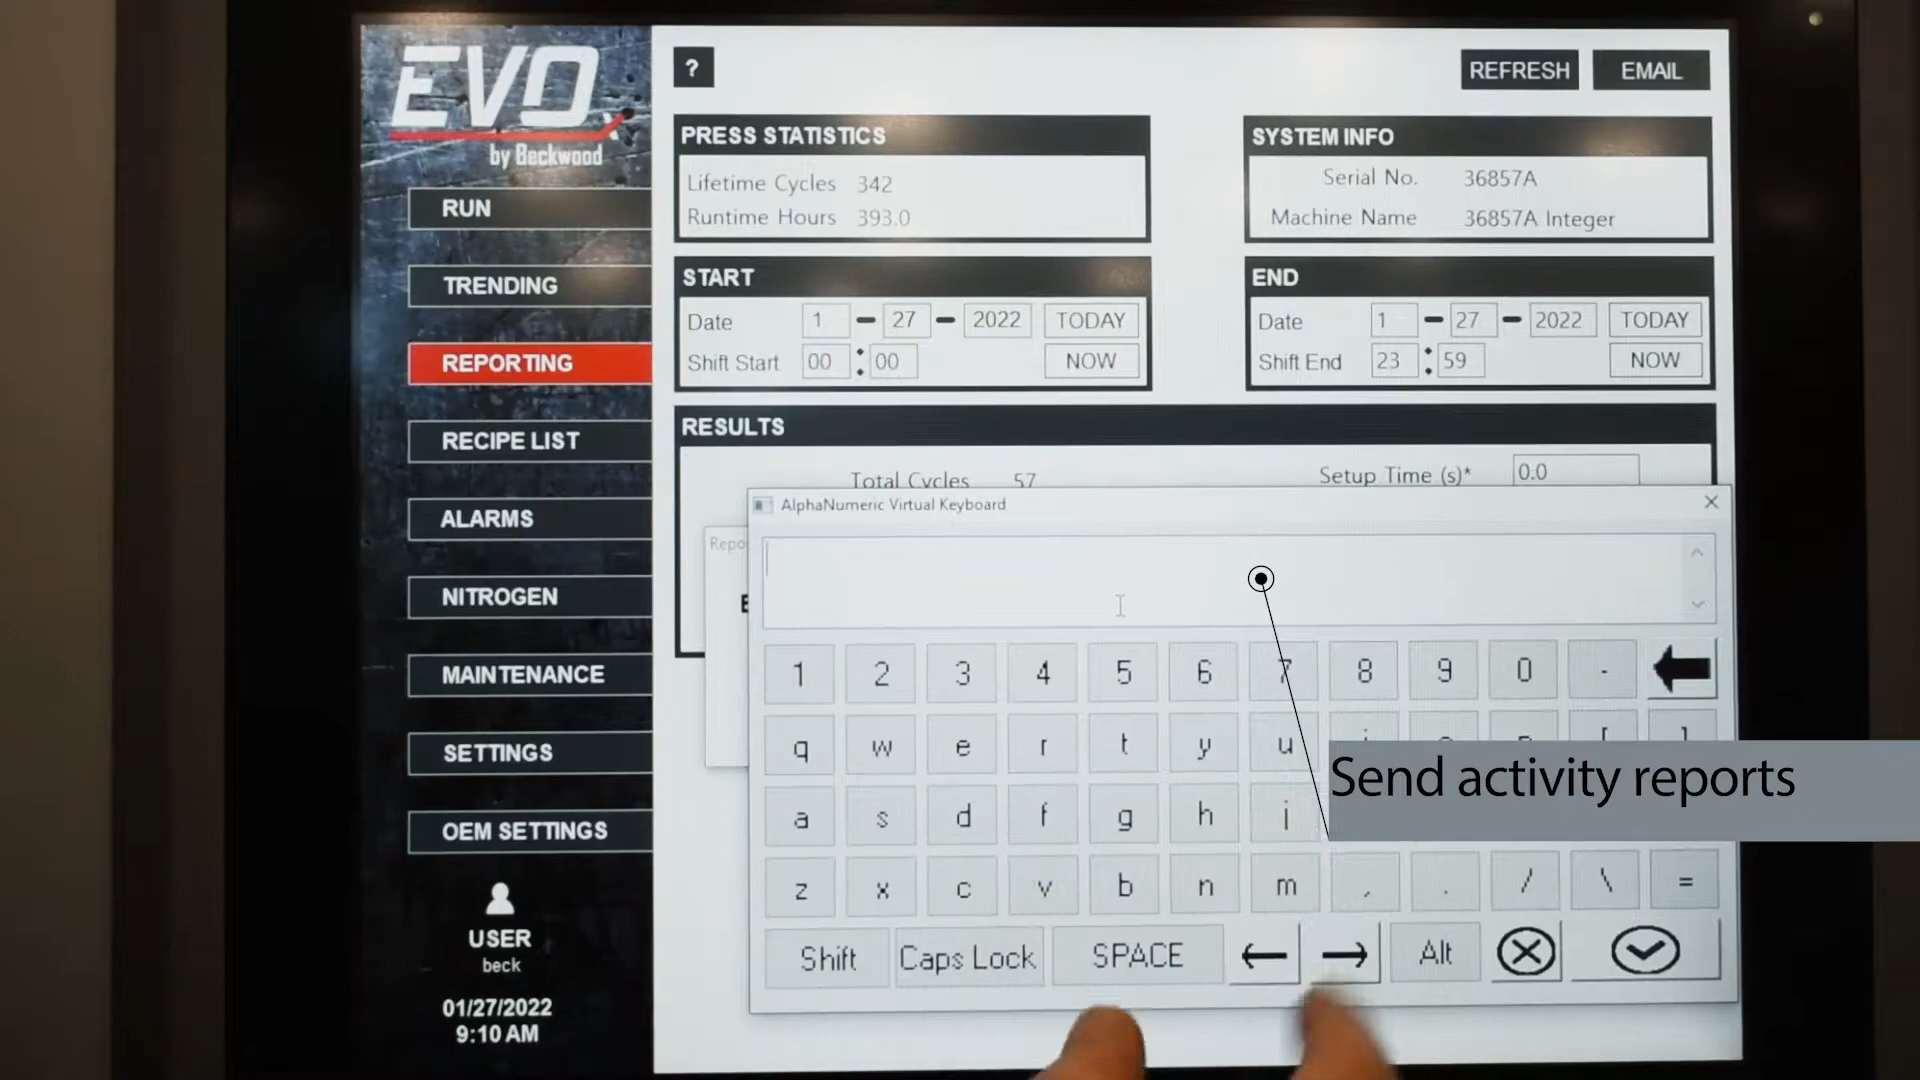 EVO
by Beckwood
RUN
TRENDING
REPORTING
RECIPE LIST
ALARMS
NITROGEN
MAINTENANCE
SETTINGS
OEM SETTINGS
USER
beck
01/27/2022
9:10 AM
?
REFRESH
EMAIL
PRESS STATISTICS
Lifetime Cycles 342
Runtime Hours 393.0
SYSTEM INFO
Serial No. 36857A
Machine Name 36857A Integer
START
Date 1 - 27 - 2022 TODAY
Shift Start 00 : 00 NOW
END
Date 1 - 27 - 2022 TODAY
Shift End 23 : 59 NOW
RESULTS
Total Cycles 57
Setup Time (s)* 0.0
AlphaNumeric Virtual Keyboard
1 2 3 4 5 6 7 8 9 0 -
q w e r t y u
a s d f g h j
z x c v b n m , . / \ =
Shift Caps Lock SPACE ← → Alt
Send activity reports